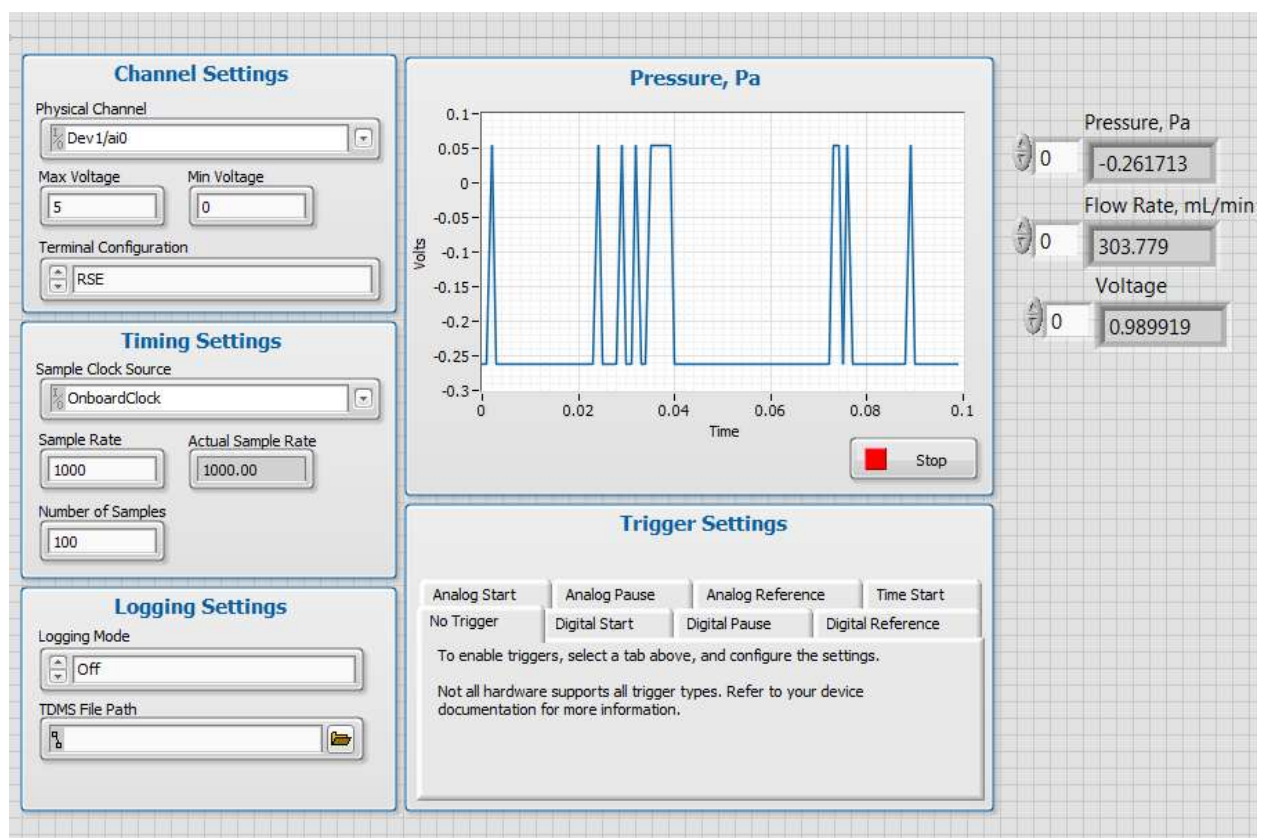 Channel Settings
Physical Channel
Dev1/ai0
Max Voltage Min Voltage
5 0
Terminal Configuration
RSE
Timing Settings
Sample Clock Source
OnboardClock
Sample Rate Actual Sample Rate
1000 1000.00
Number of Samples
100
Logging Settings
Logging Mode
Off
TDMS File Path
Pressure, Pa
Volts
0.1
0.05
0
-0.05
-0.1
-0.15
-0.2
-0.25
-0.3
0 0.02 0.04 0.06 0.08 0.1
Time
Stop
Trigger Settings
Analog Start Analog Pause Analog Reference Time Start
No Trigger Digital Start Digital Pause Digital Reference
To enable triggers, select a tab above, and configure the settings.
Not all hardware supports all trigger types. Refer to your device
documentation for more information.
Pressure, Pa
0 -0.261713
Flow Rate, mL/min
0 303.779
Voltage
0 0.989919